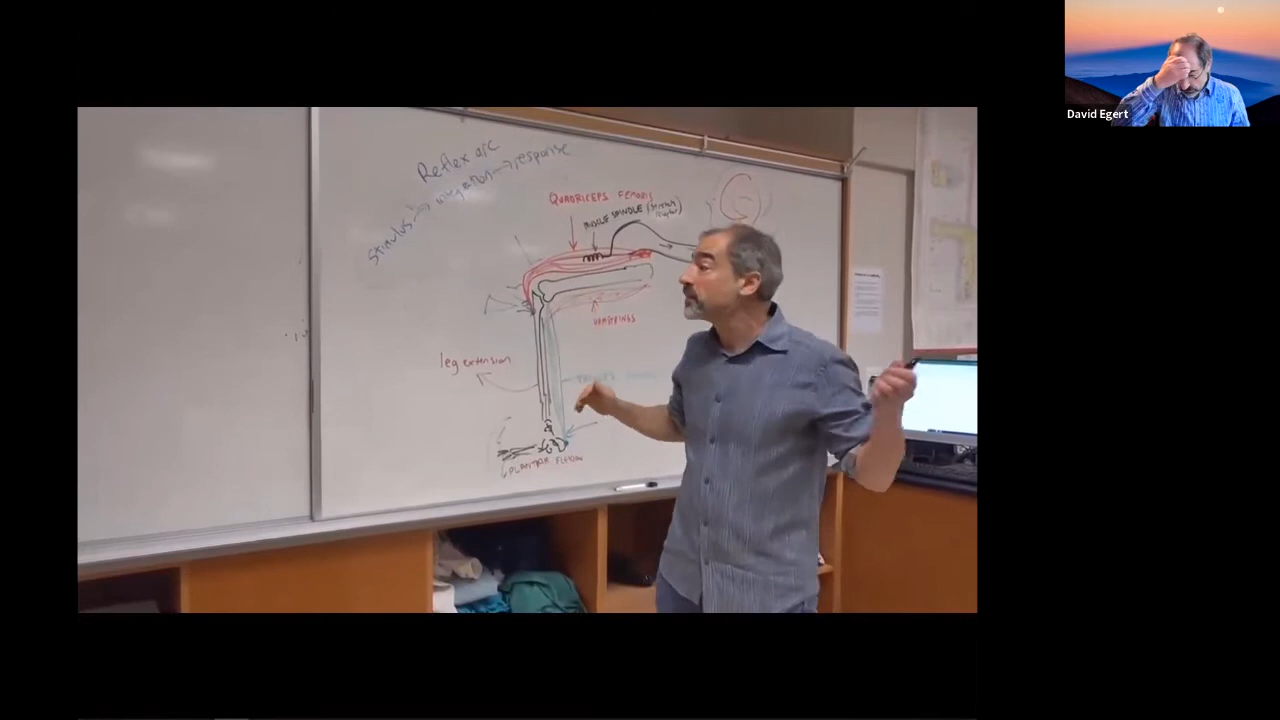 Reflex arc
stimulus → integration → response
QUADRICEPS FEMORIS
MUSCLE SPINDLE (stretch
receptor)
HAMSTRINGS
leg extension
PLANTAR FLEXION
David Egert